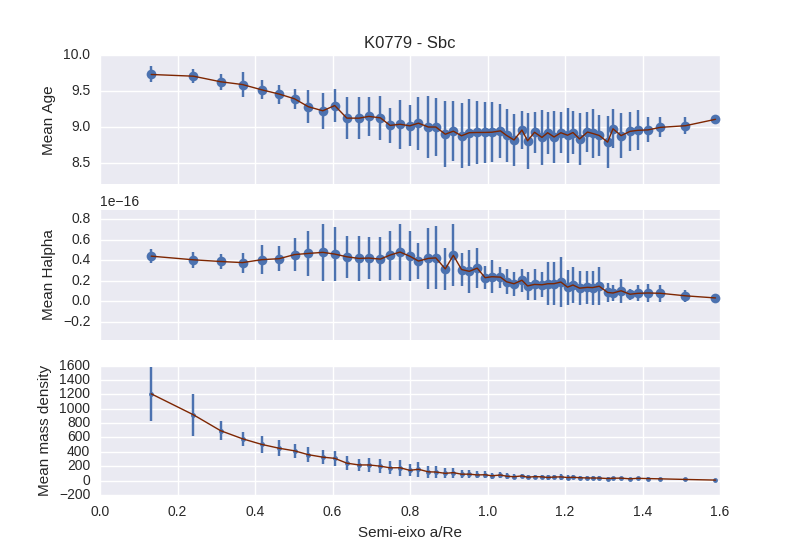 K0779 - Sbc
10.0
9.5
9.0
8.5
Mean Age
1e−16
0.8
0.6
0.4
0.2
0.0
−0.2
Mean Halpha
1600
1400
1200
1000
800
600
400
200
0
−200
Mean mass density
0.0 0.2 0.4 0.6 0.8 1.0 1.2 1.4 1.6
Semi-eixo a/Re